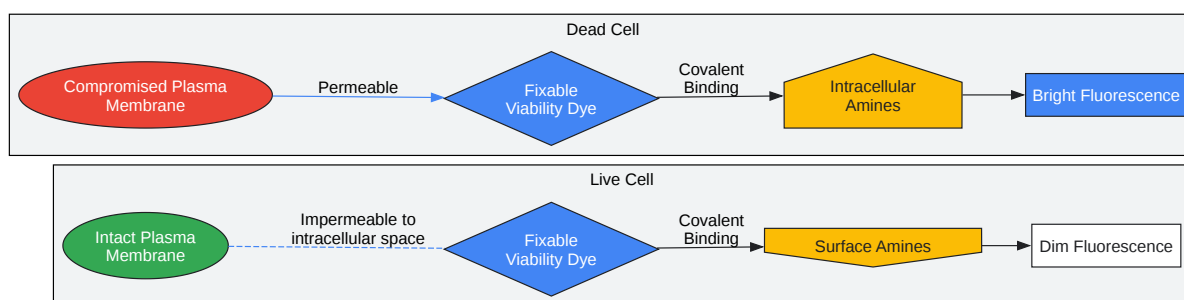 Dead Cell
Compromised Plasma
Membrane
Permeable
Fixable
Viability Dye
Covalent
Binding
Intracellular
Amines
Bright Fluorescence
Live Cell
Intact Plasma
Membrane
Impermeable to
intracellular space
Fixable
Viability Dye
Covalent
Binding
Surface Amines
Dim Fluorescence